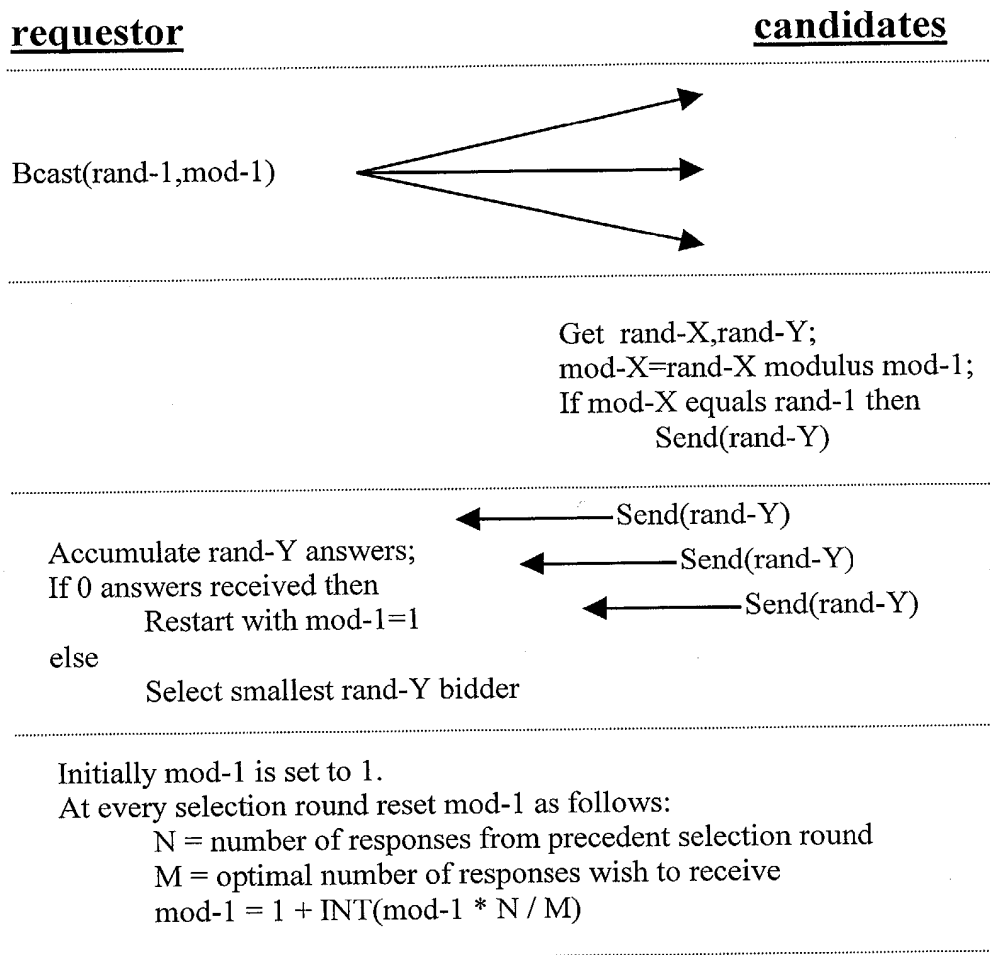 requestor
candidates
Bcast(rand-1,mod-1)
Get rand-X,rand-Y;
mod-X=rand-X modulus mod-1;
If mod-X equals rand-1 then
Send(rand-Y)
Send(rand-Y)
Accumulate rand-Y answers;
Send(rand-Y)
If 0 answers received then
Send(rand-Y)
Restart with mod-1=1
else
Select smallest rand-Y bidder
Initially mod-1 is set to 1.
At every selection round reset mod-1 as follows:
N = number of responses from precedent selection round
M = optimal number of responses wish to receive
mod-1 = 1 + INT(mod-1 * N / M)